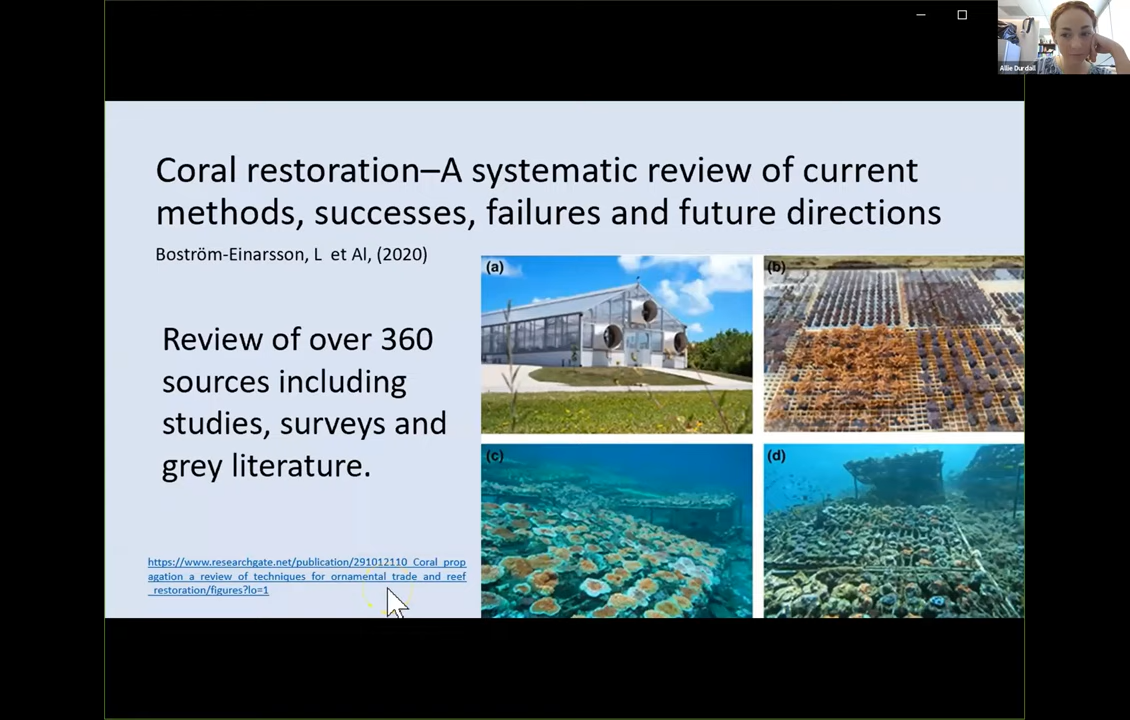 Allie Durdall
Coral restoration–A systematic review of current
methods, successes, failures and future directions
Boström-Einarsson, L et Al, (2020)
(a)
(b)
Review of over 360
sources including
studies, surveys and
grey literature.
(c)
(d)
https://www.researchgate.net/publication/291012110_Coral_prop
agation_a_review_of_techniques_for_ornamental_trade_and_reef
_restoration/figures?lo=1